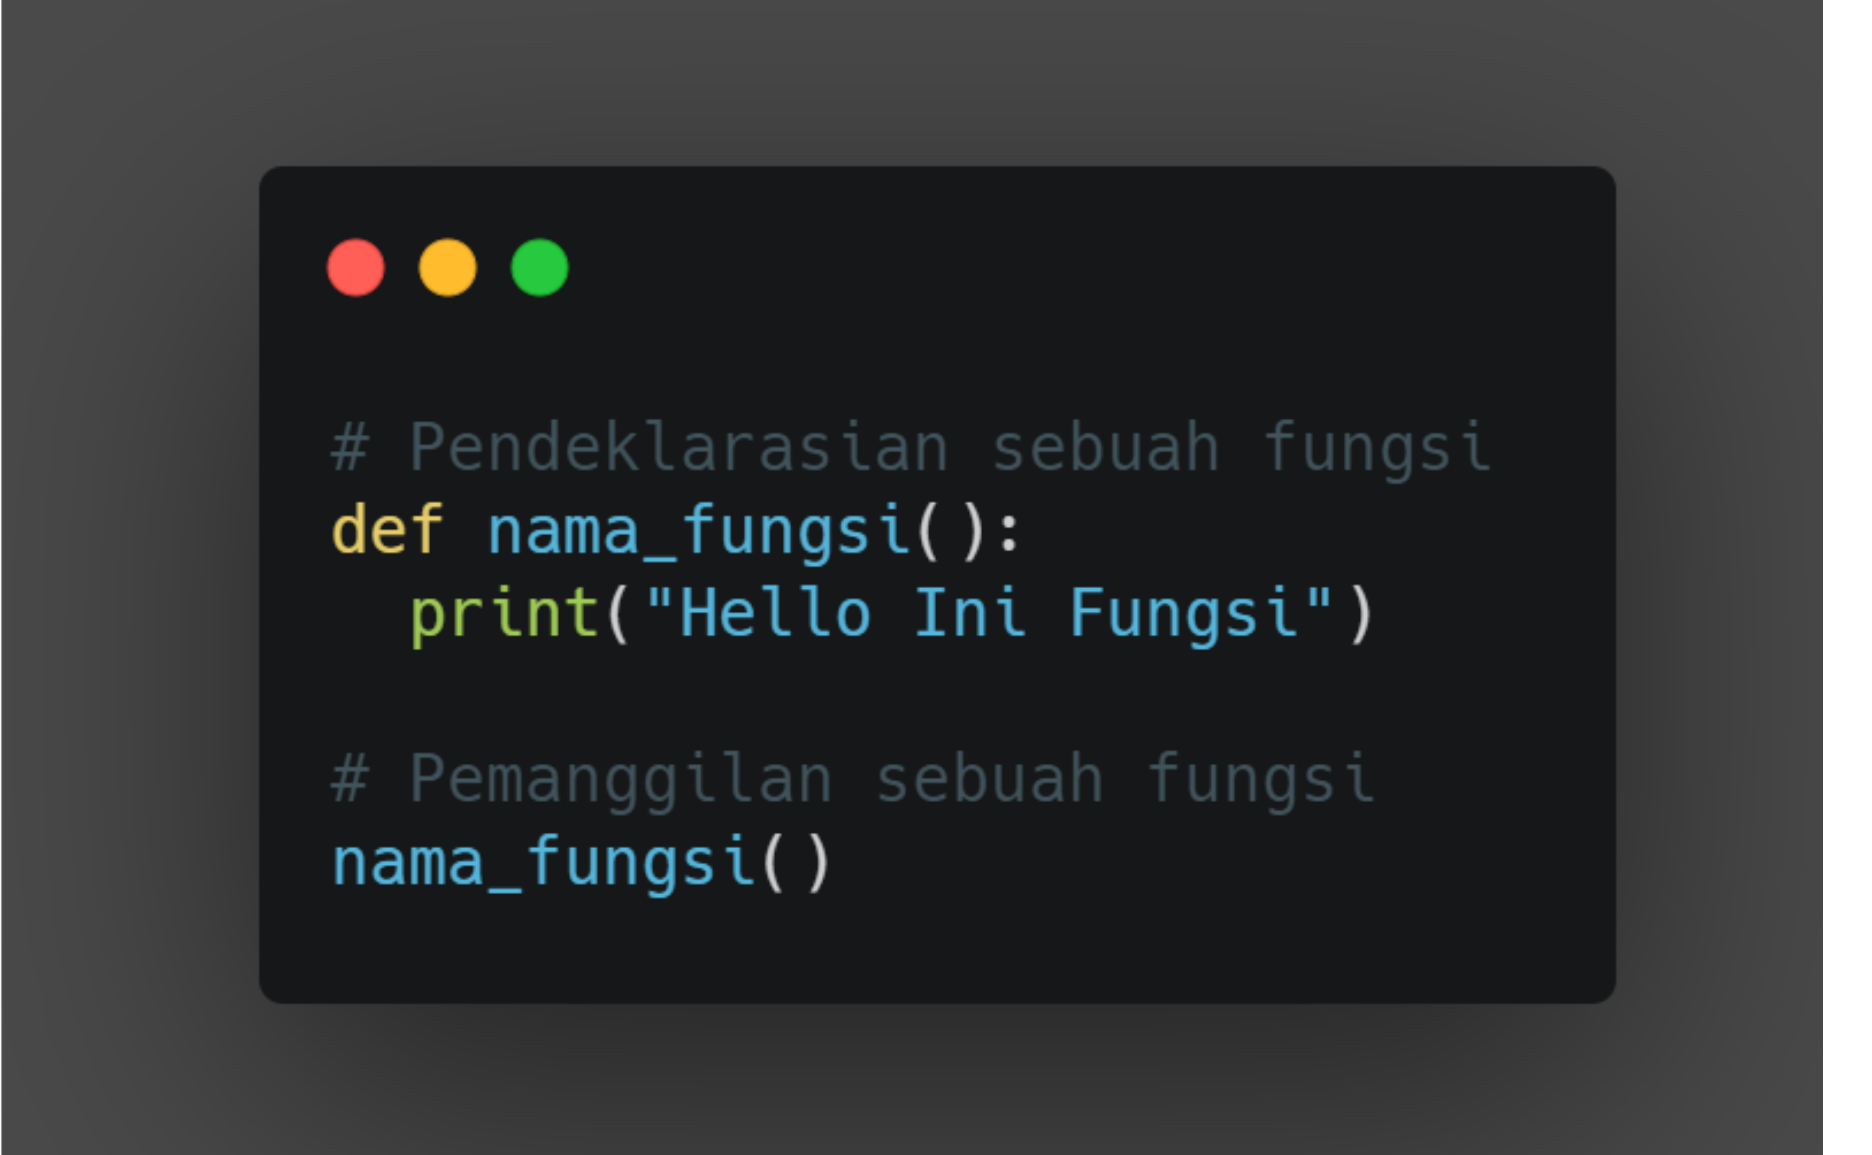 # Pendeklarasian sebuah fungsi
def nama_fungsi():
  print("Hello Ini Fungsi")
# Pemanggilan sebuah fungsi
nama_fungsi()